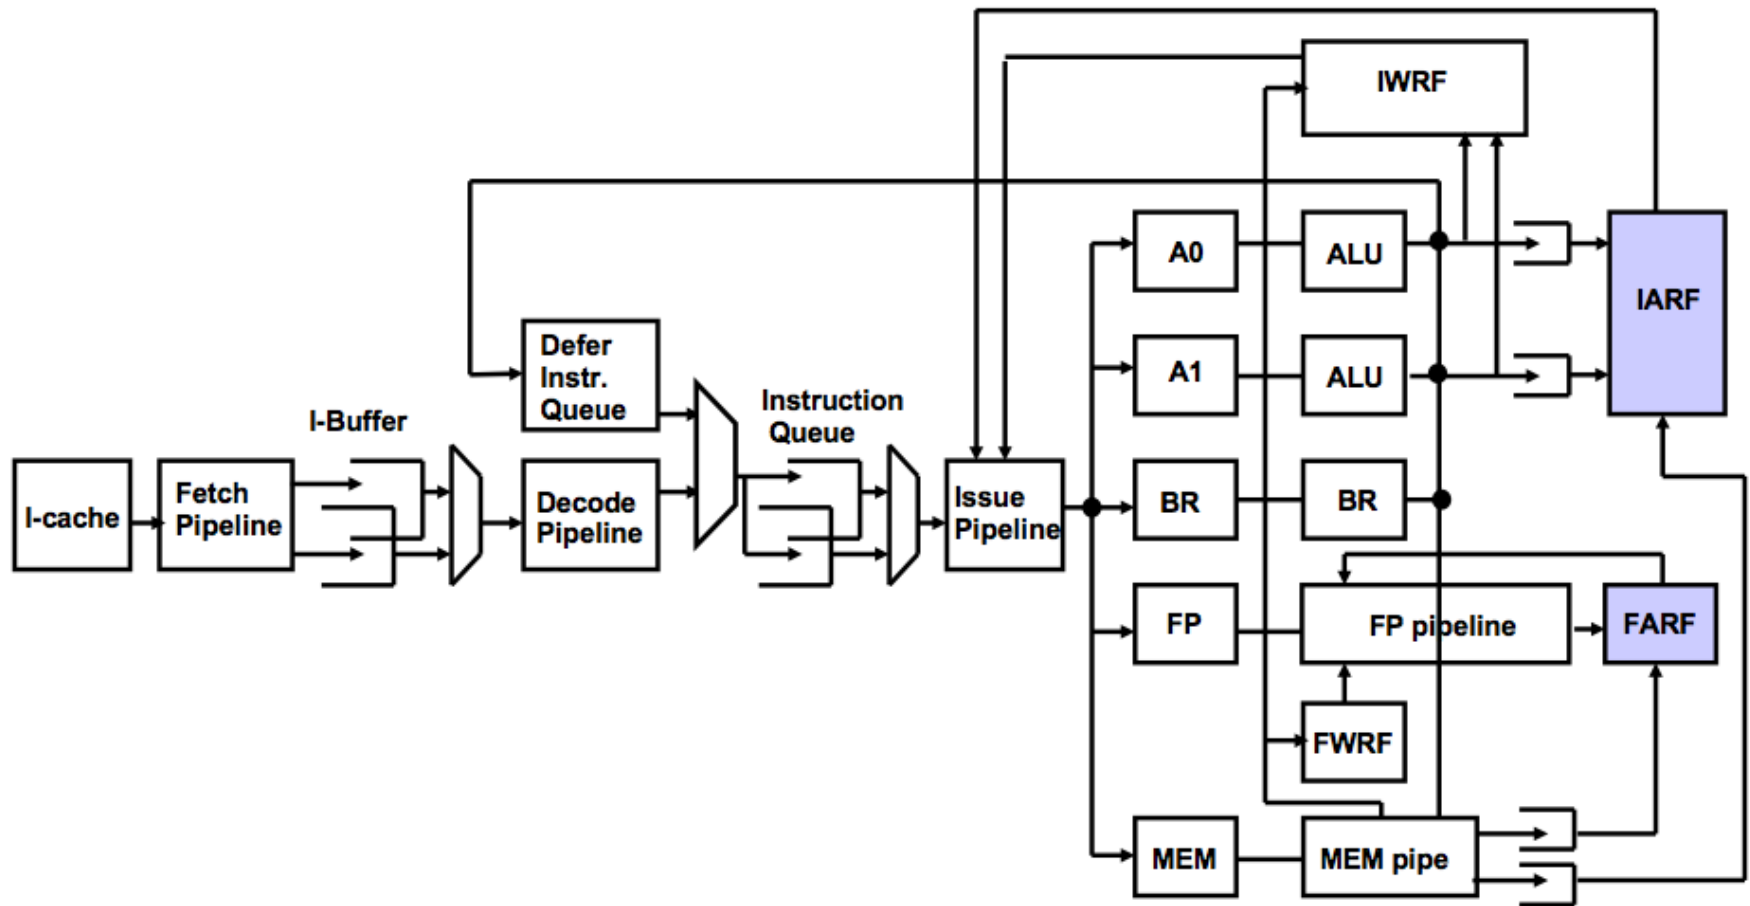 IWRF
A0
ALU
IARF
Defer
Instr.
Queue
A1
ALU
I-Buffer
Instruction
Queue
I-cache
Fetch
Pipeline
Decode
Pipeline
Issue
Pipeline
BR
BR
FP
FP pipeline
FARF
FWRF
MEM
MEM pipe